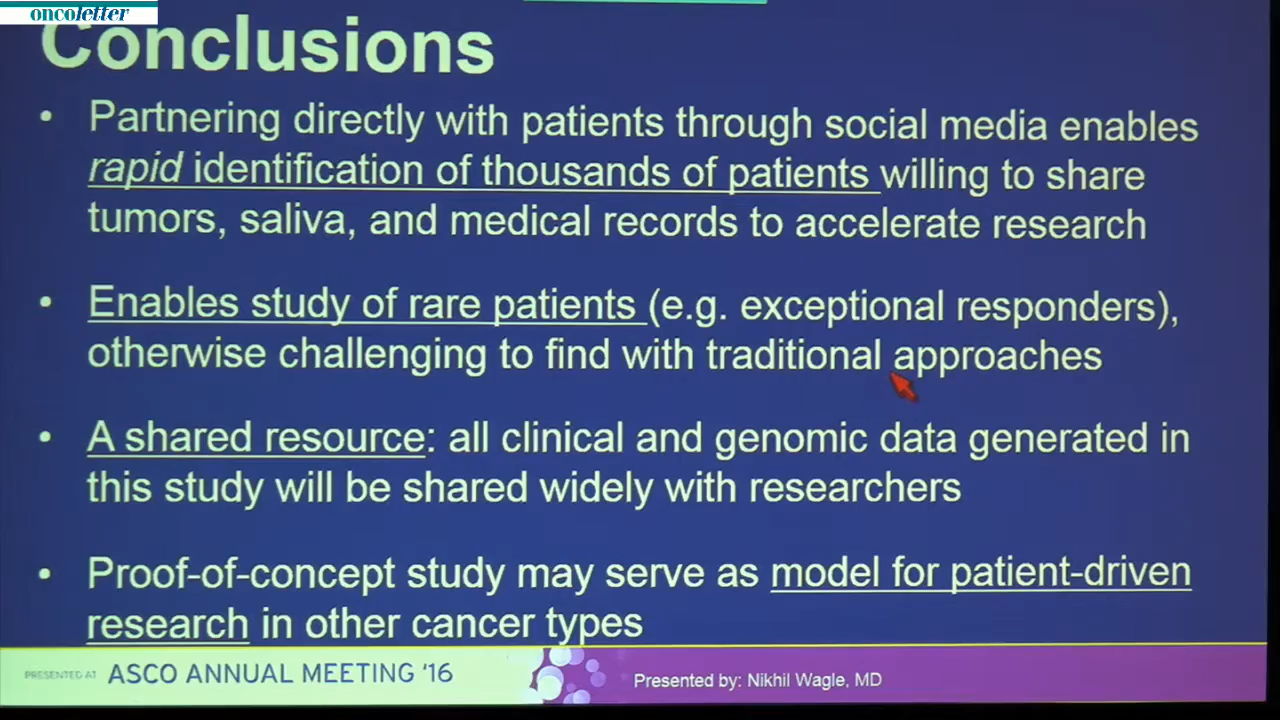 oncoletter
Conclusions
• Partnering directly with patients through social media enables
rapid identification of thousands of patients willing to share
tumors, saliva, and medical records to accelerate research
• Enables study of rare patients (e.g. exceptional responders),
otherwise challenging to find with traditional approaches
• A shared resource: all clinical and genomic data generated in
this study will be shared widely with researchers
• Proof-of-concept study may serve as model for patient-driven
research in other cancer types
PRESENTED AT ASCO ANNUAL MEETING '16
Presented by: Nikhil Wagle, MD